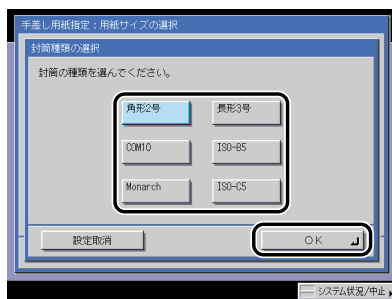 手差し用紙指定：用紙サイズの選択
封筒種類の選択
封筒の種類を選んでください。
角形2号 長形3号
COM10 ISO-B5
Monarch ISO-C5
設定取消 OK
システム状況/中止